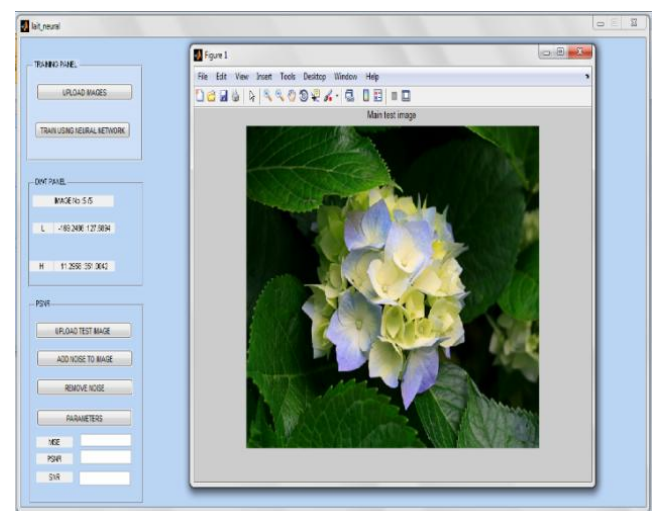 lait_neural
TRAINING PANEL
UPLOAD IMAGES
TRAIN USING NEURAL NETWORK
PANEL
IMAGE No :5 /5
L
H
PSNR
UPLOAD TEST IMAGE
ADD NOISE TO IMAGE
REMOVE NOISE
PARAMETERS
MSE
PSNR
SNR
Figure 1
File Edit View Insert Tools Desktop Window Help
Main test image